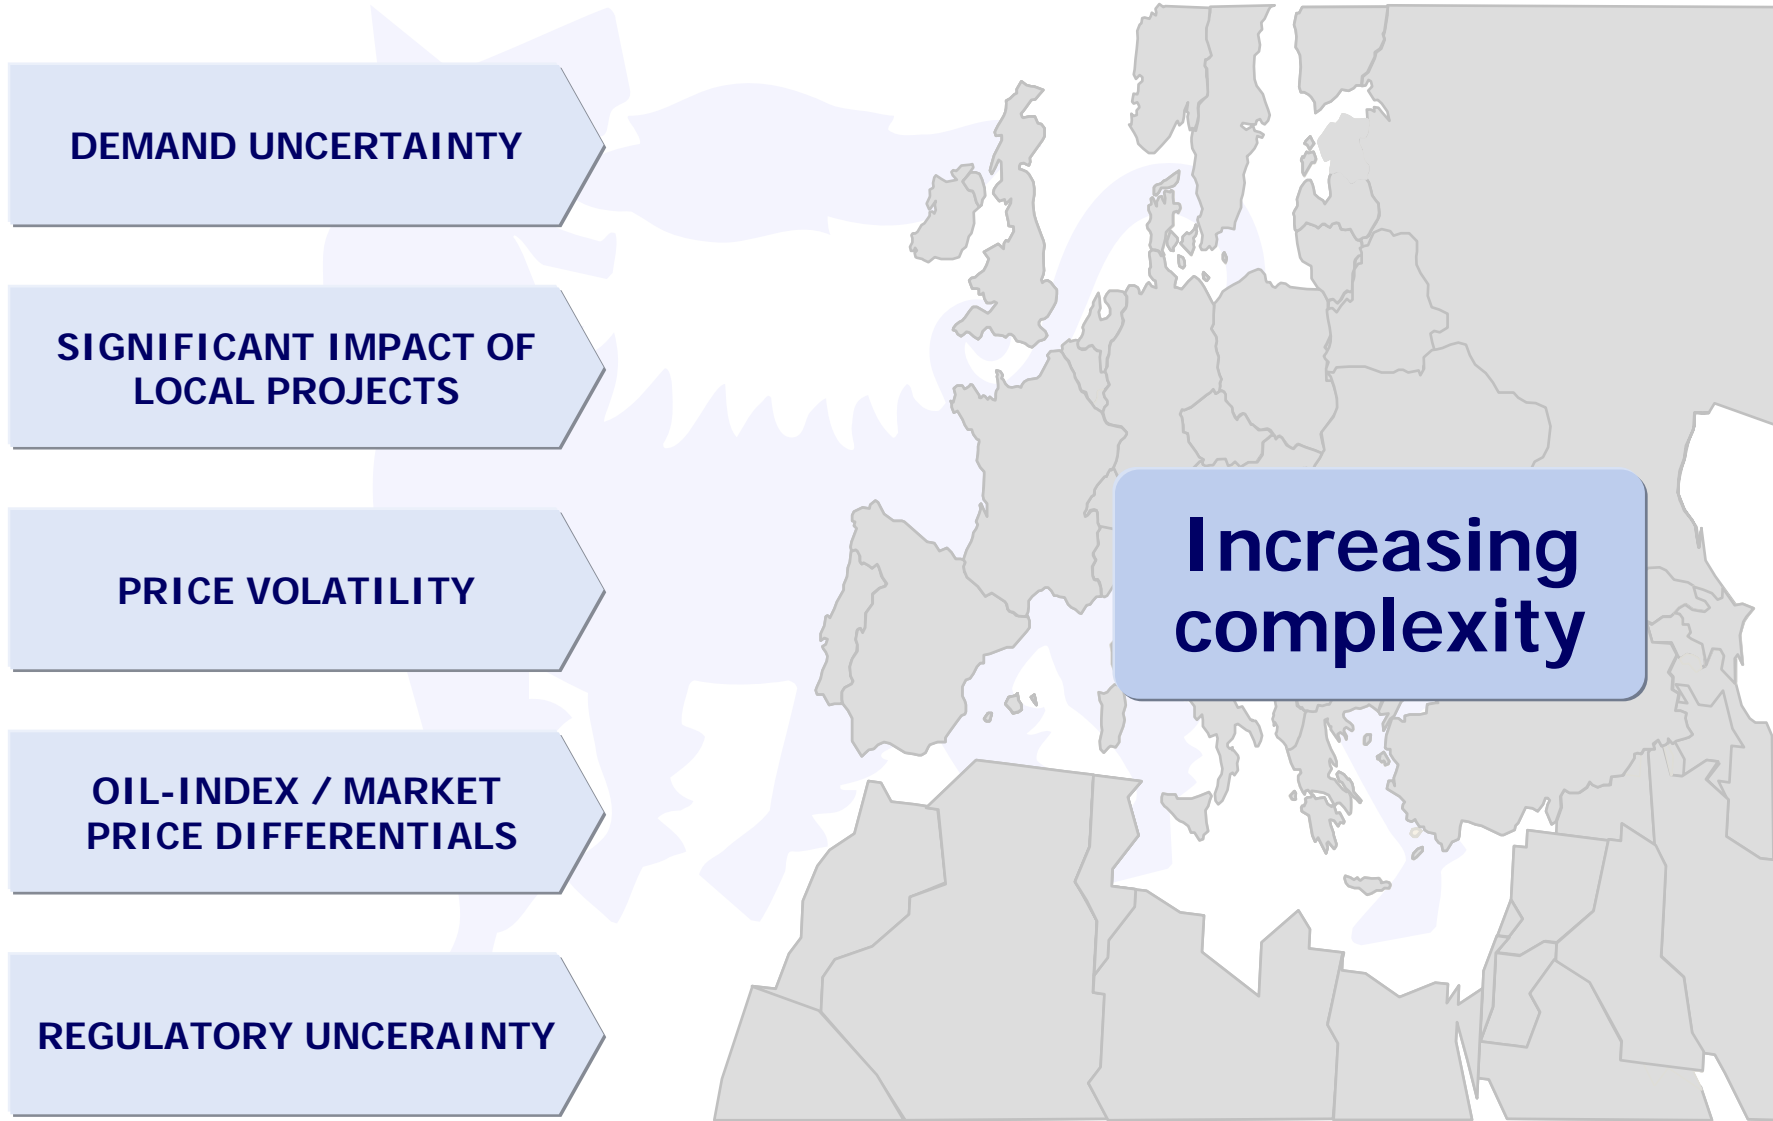 DEMAND UNCERTAINTY
SIGNIFICANT IMPACT OF
LOCAL PROJECTS
PRICE VOLATILITY
OIL-INDEX / MARKET
PRICE DIFFERENTIALS
REGULATORY UNCERAINTY
Increasing
complexity